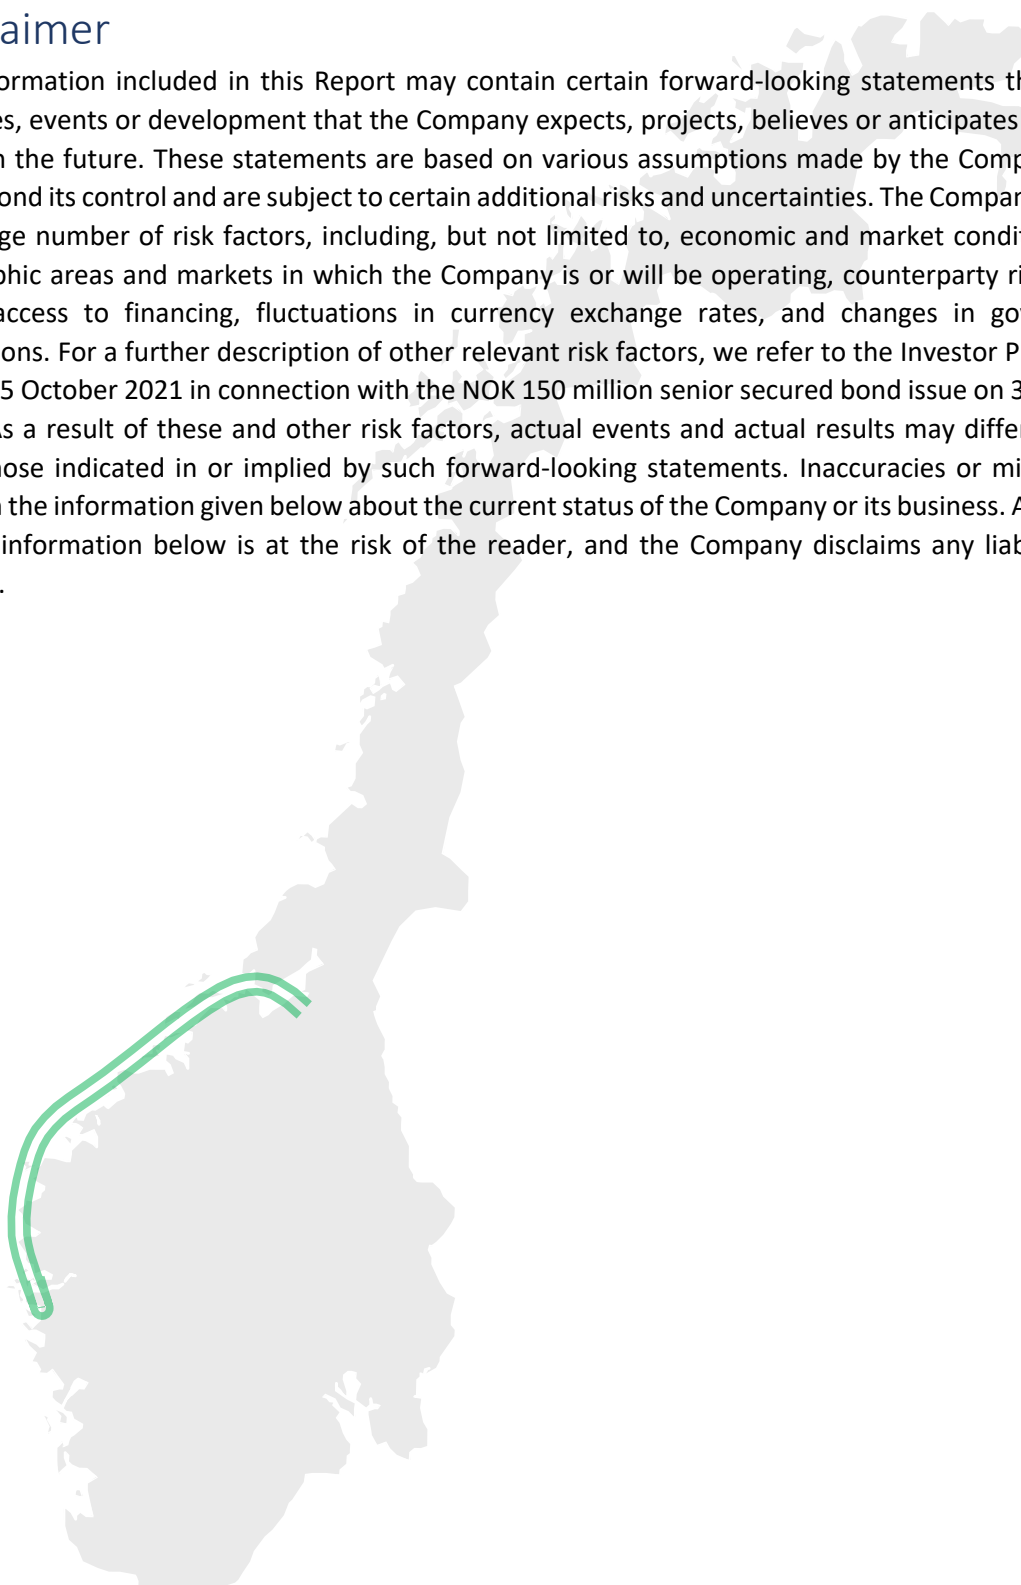 aimer
ormation included in this Report may contain certain forward-looking statements th
es, events or development that the Company expects, projects, believes or anticipates
n the future. These statements are based on various assumptions made by the Comp
ond its control and are subject to certain additional risks and uncertainties. The Compan
ge number of risk factors, including, but not limited to, economic and market condit
phic areas and markets in which the Company is or will be operating, counterparty ri
access to financing, fluctuations in currency exchange rates, and changes in gov
ons. For a further description of other relevant risk factors, we refer to the Investor P
5 October 2021 in connection with the NOK 150 million senior secured bond issue on 3
As a result of these and other risk factors, actual events and actual results may differ
hose indicated in or implied by such forward-looking statements. Inaccuracies or mi
n the information given below about the current status of the Company or its business. A
information below is at the risk of the reader, and the Company disclaims any liab
.